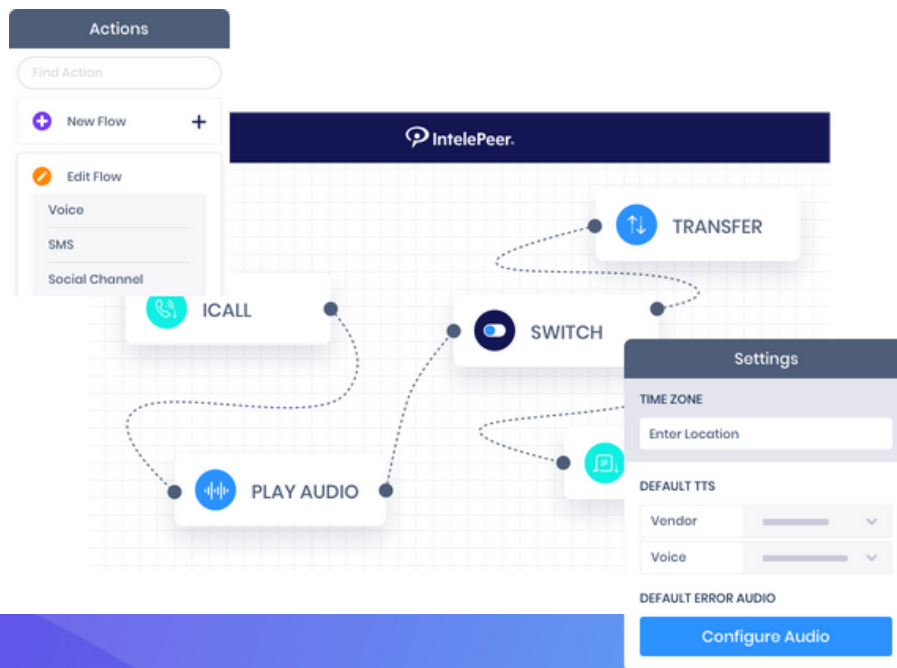 Actions
Find Action
New Flow
Edit Flow
Voice
SMS
Social Channel
IntelePeer.
TRANSFER
ICALL
SWITCH
PLAY AUDIO
Settings
TIME ZONE
Enter Location
DEFAULT TTS
Vendor
Voice
DEFAULT ERROR AUDIO
Configure Audio